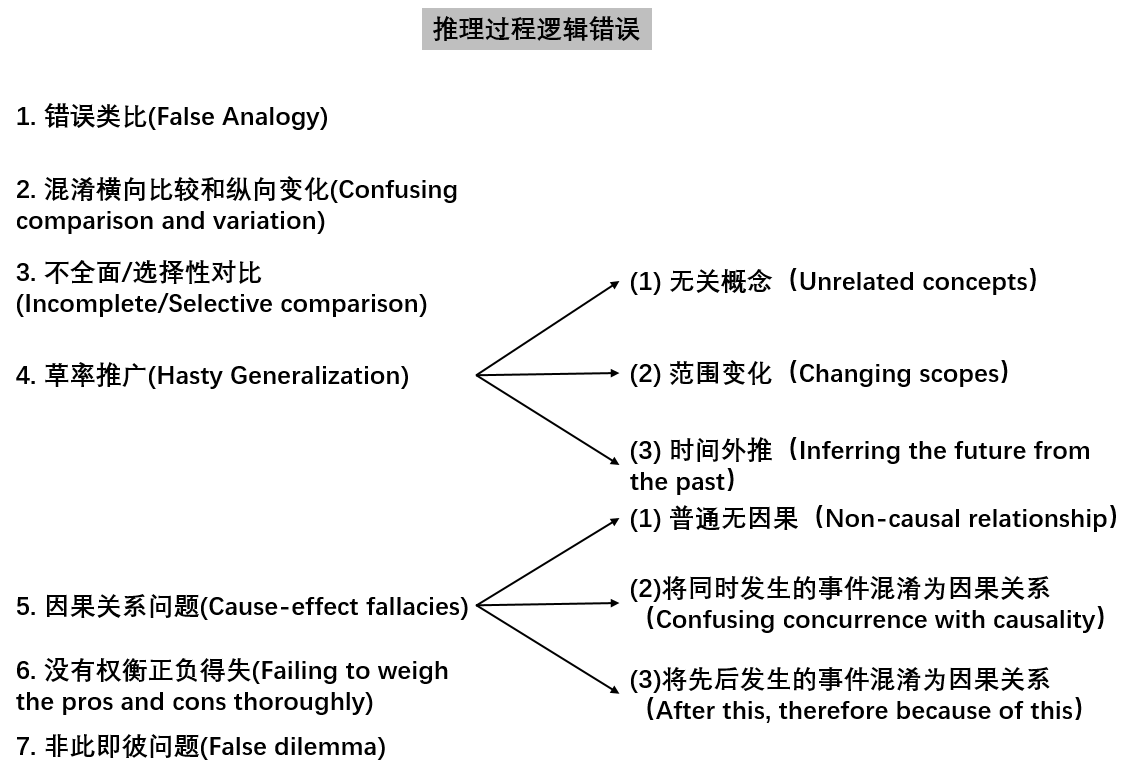 推理过程逻辑错误
1. 错误类比(False Analogy)
2. 混淆横向比较和纵向变化(Confusing
comparison and variation)
3. 不全面/选择性对比
(Incomplete/Selective comparison)
4. 草率推广(Hasty Generalization)
(1) 无关概念（Unrelated concepts）
(2) 范围变化（Changing scopes）
(3) 时间外推（Inferring the future from
the past）
5. 因果关系问题(Cause-effect fallacies)
(1) 普通无因果（Non-causal relationship）
(2)将同时发生的事件混淆为因果关系
（Confusing concurrence with causality）
(3)将先后发生的事件混淆为因果关系
（After this, therefore because of this）
6. 没有权衡正负得失(Failing to weigh
the pros and cons thoroughly)
7. 非此即彼问题(False dilemma)